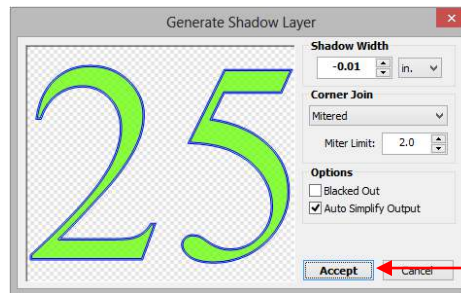 Generate Shadow Layer
25
Shadow Width
-0.01 in.
Corner Join
Mitered
Miter Limit: 2.0
Options
Blacked Out
Auto Simplify Output
Accept Cancel